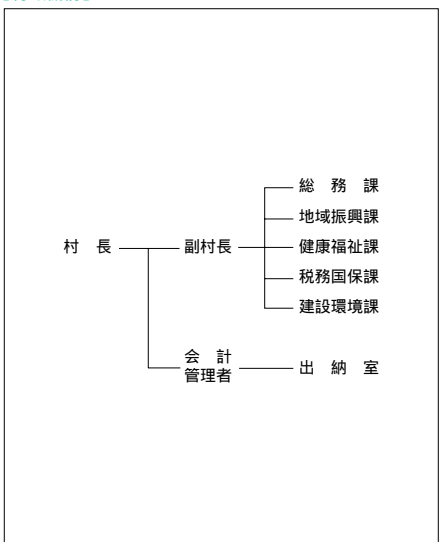 総　務　課
地域振興課
村　長
副村長
健康福祉課
税務国保課
建設環境課
会　計
管理者
出　納　室